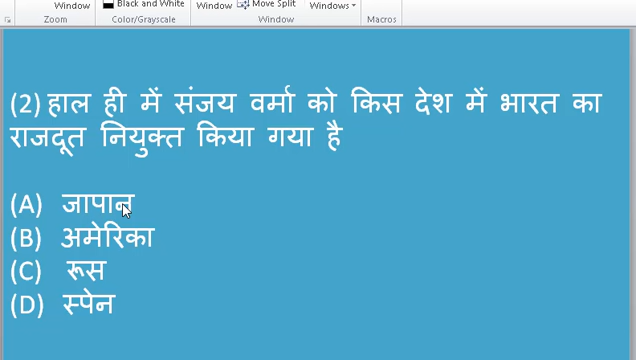 Window Black and White Window Move Split Windows
Zoom Color/Grayscale Window Macros
(2) हाल ही में संजय वर्मा को किस देश में भारत का
राजदूत नियुक्त किया गया है
(A) जापान
(B) अमेरिका
(C) रूस
(D) स्पेन